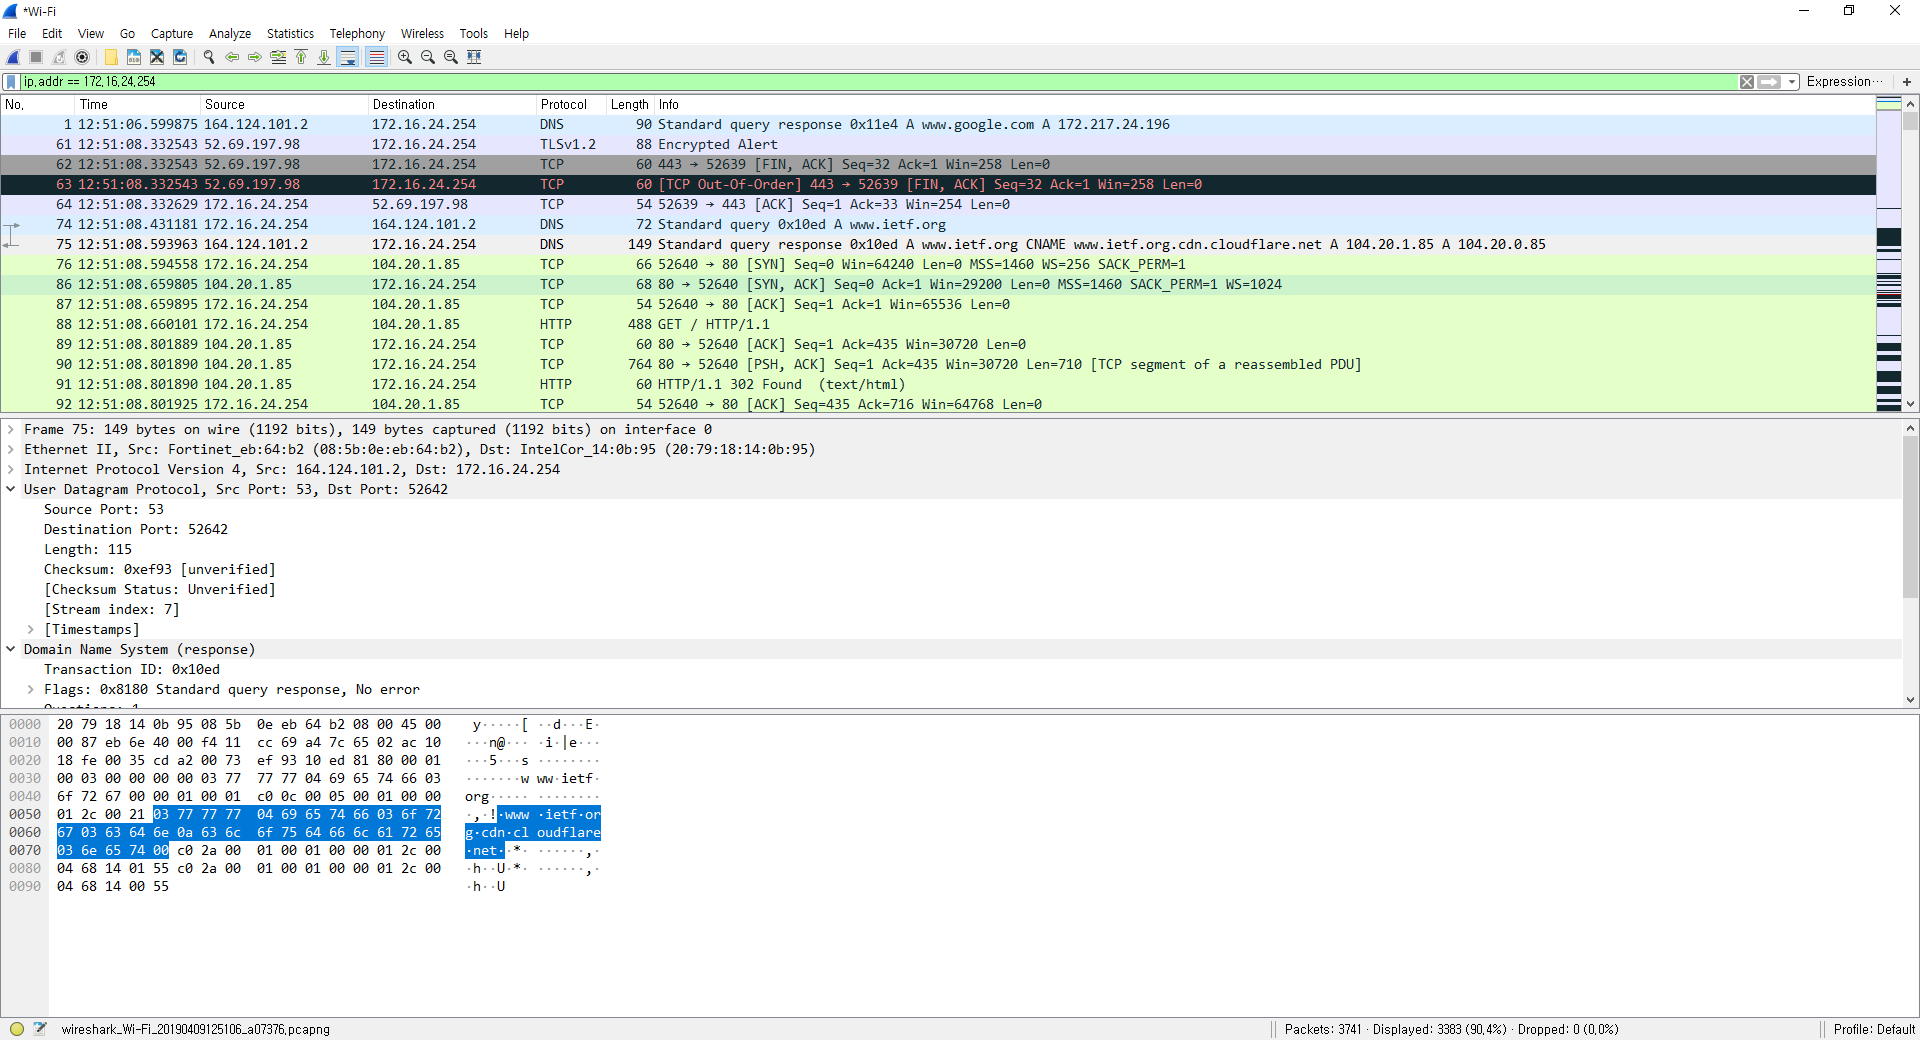 *Wi-Fi
File Edit View Go Capture Analyze Statistics Telephony Wireless Tools Help
ip.addr == 172.16.24.254 Expression… +
No. Time Source Destination Protocol Length Info
1 12:51:06.599875 164.124.101.2 172.16.24.254 DNS 90 Standard query response 0x11e4 A www.google.com A 172.217.24.196
61 12:51:08.332543 52.69.197.98 172.16.24.254 TLSv1.2 88 Encrypted Alert
62 12:51:08.332543 52.69.197.98 172.16.24.254 TCP 60 443 → 52639 [FIN, ACK] Seq=32 Ack=1 Win=258 Len=0
63 12:51:08.332543 52.69.197.98 172.16.24.254 TCP 60 [TCP Out-Of-Order] 443 → 52639 [FIN, ACK] Seq=32 Ack=1 Win=258 Len=0
64 12:51:08.332629 172.16.24.254 52.69.197.98 TCP 54 52639 → 443 [ACK] Seq=1 Ack=33 Win=254 Len=0
74 12:51:08.431181 172.16.24.254 164.124.101.2 DNS 72 Standard query 0x10ed A www.ietf.org
75 12:51:08.593963 164.124.101.2 172.16.24.254 DNS 149 Standard query response 0x10ed A www.ietf.org CNAME www.ietf.org.cdn.cloudflare.net A 104.20.1.85 A 104.20.0.85
76 12:51:08.594558 172.16.24.254 104.20.1.85 TCP 66 52640 → 80 [SYN] Seq=0 Win=64240 Len=0 MSS=1460 WS=256 SACK_PERM=1
86 12:51:08.659805 104.20.1.85 172.16.24.254 TCP 68 80 → 52640 [SYN, ACK] Seq=0 Ack=1 Win=29200 Len=0 MSS=1460 SACK_PERM=1 WS=1024
87 12:51:08.659895 172.16.24.254 104.20.1.85 TCP 54 52640 → 80 [ACK] Seq=1 Ack=1 Win=65536 Len=0
88 12:51:08.660101 172.16.24.254 104.20.1.85 HTTP 488 GET / HTTP/1.1
89 12:51:08.801889 104.20.1.85 172.16.24.254 TCP 60 80 → 52640 [ACK] Seq=1 Ack=435 Win=30720 Len=0
90 12:51:08.801890 104.20.1.85 172.16.24.254 TCP 764 80 → 52640 [PSH, ACK] Seq=1 Ack=435 Win=30720 Len=710 [TCP segment of a reassembled PDU]
91 12:51:08.801890 104.20.1.85 172.16.24.254 HTTP 60 HTTP/1.1 302 Found  (text/html)
92 12:51:08.801925 172.16.24.254 104.20.1.85 TCP 54 52640 → 80 [ACK] Seq=435 Ack=716 Win=64768 Len=0
Frame 75: 149 bytes on wire (1192 bits), 149 bytes captured (1192 bits) on interface 0
Ethernet II, Src: Fortinet_eb:64:b2 (08:5b:0e:eb:64:b2), Dst: IntelCor_14:0b:95 (20:79:18:14:0b:95)
Internet Protocol Version 4, Src: 164.124.101.2, Dst: 172.16.24.254
User Datagram Protocol, Src Port: 53, Dst Port: 52642
Source Port: 53
Destination Port: 52642
Length: 115
Checksum: 0xef93 [unverified]
[Checksum Status: Unverified]
[Stream index: 7]
[Timestamps]
Domain Name System (response)
Transaction ID: 0x10ed
Flags: 0x8180 Standard query response, No error
0000 20 79 18 14 0b 95 08 5b 0e eb 64 b2 08 00 45 00 y·····[ ··d···E·
0010 00 87 eb 6e 40 00 f4 11 cc 69 a4 7c 65 02 ac 10 ···n@··· ·i·|e···
0020 18 fe 00 35 cd a2 00 73 ef 93 10 ed 81 80 00 01 ···5···s ········
0030 00 03 00 00 00 00 03 77 77 77 04 69 65 74 66 03 ·······w ww·ietf·
0040 6f 72 67 00 00 01 00 01 c0 0c 00 05 00 01 00 00 org····· ········
0050 01 2c 00 21 03 77 77 77 04 69 65 74 66 03 6f 72 ·,·!·www ·ietf·or
0060 67 03 63 64 6e 0a 63 6c 6f 75 64 66 6c 61 72 65 g·cdn·cl oudflare
0070 03 6e 65 74 00 c0 2a 00 01 00 01 00 00 01 2c 00 ·net··*· ······,·
0080 04 68 14 01 55 c0 2a 00 01 00 01 00 00 01 2c 00 ·h··U·*· ······,·
0090 04 68 14 00 55 ·h··U
wireshark_Wi-Fi_20190409125106_a07376.pcapng Packets: 3741 · Displayed: 3383 (90.4%) · Dropped: 0 (0.0%) Profile: Default